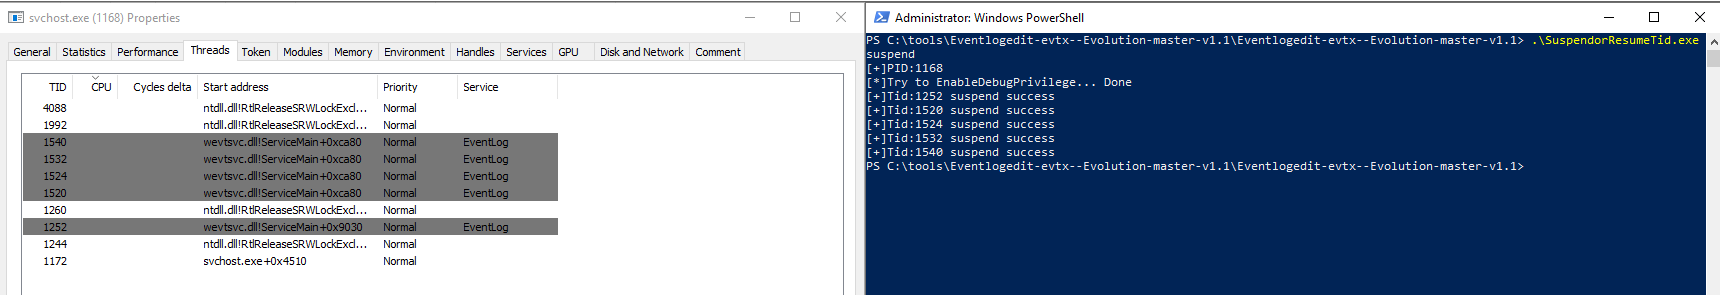 svchost.exe (1168) Properties
General Statistics Performance Threads Token Modules Memory Environment Handles Services GPU Disk and Network Comment
TID CPU Cycles delta Start address Priority Service
4088 ntdll.dll!RtlReleaseSRWLockExcl... Normal
1992 ntdll.dll!RtlReleaseSRWLockExcl... Normal
1540 wevtsvc.dll!ServiceMain+0xca80 Normal EventLog
1532 wevtsvc.dll!ServiceMain+0xca80 Normal EventLog
1524 wevtsvc.dll!ServiceMain+0xca80 Normal EventLog
1520 wevtsvc.dll!ServiceMain+0xca80 Normal EventLog
1260 ntdll.dll!RtlReleaseSRWLockExcl... Normal
1252 wevtsvc.dll!ServiceMain+0x9030 Normal EventLog
1244 ntdll.dll!RtlReleaseSRWLockExcl... Normal
1172 svchost.exe+0x4510 Normal
Administrator: Windows PowerShell
PS C:\tools\Eventlogedit-evtx--Evolution-master-v1.1\Eventlogedit-evtx--Evolution-master-v1.1> .\SuspendorResumeTid.exe
suspend
[+]PID:1168
[*]Try to EnableDebugPrivilege... Done
[+]Tid:1252 suspend success
[+]Tid:1520 suspend success
[+]Tid:1524 suspend success
[+]Tid:1532 suspend success
[+]Tid:1540 suspend success
PS C:\tools\Eventlogedit-evtx--Evolution-master-v1.1\Eventlogedit-evtx--Evolution-master-v1.1>